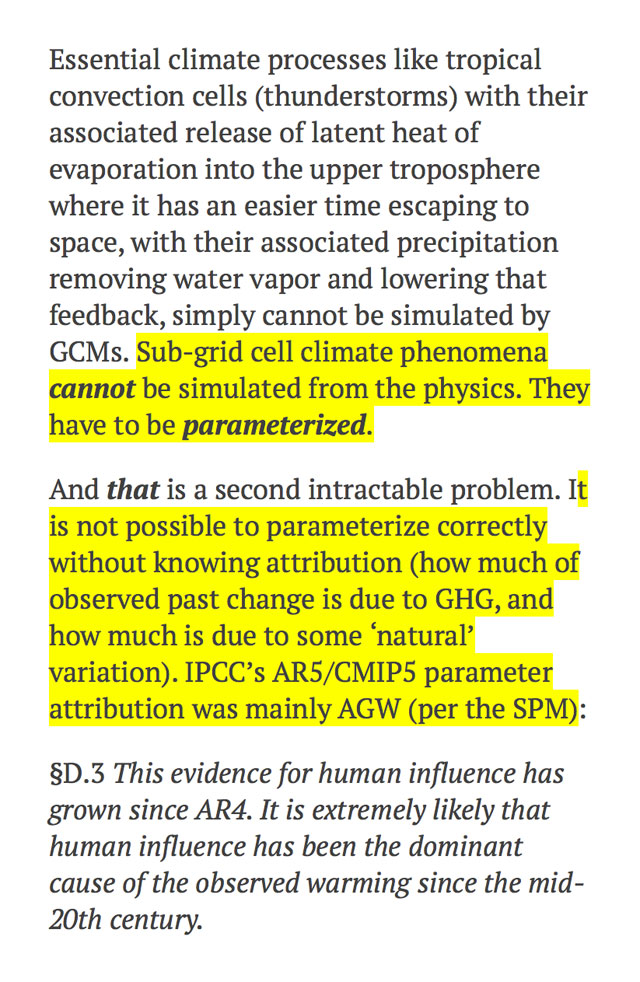 Essential climate processes like tropical
convection cells (thunderstorms) with their
associated release of latent heat of
evaporation into the upper troposphere
where it has an easier time escaping to
space, with their associated precipitation
removing water vapor and lowering that
feedback, simply cannot be simulated by
GCMs. Sub-grid cell climate phenomena
cannot be simulated from the physics. They
have to be parameterized.
And that is a second intractable problem. It
is not possible to parameterize correctly
without knowing attribution (how much of
observed past change is due to GHG, and
how much is due to some ‘natural’
variation). IPCC’s AR5/CMIP5 parameter
attribution was mainly AGW (per the SPM):
§D.3 This evidence for human influence has
grown since AR4. It is extremely likely that
human influence has been the dominant
cause of the observed warming since the mid-
20th century.